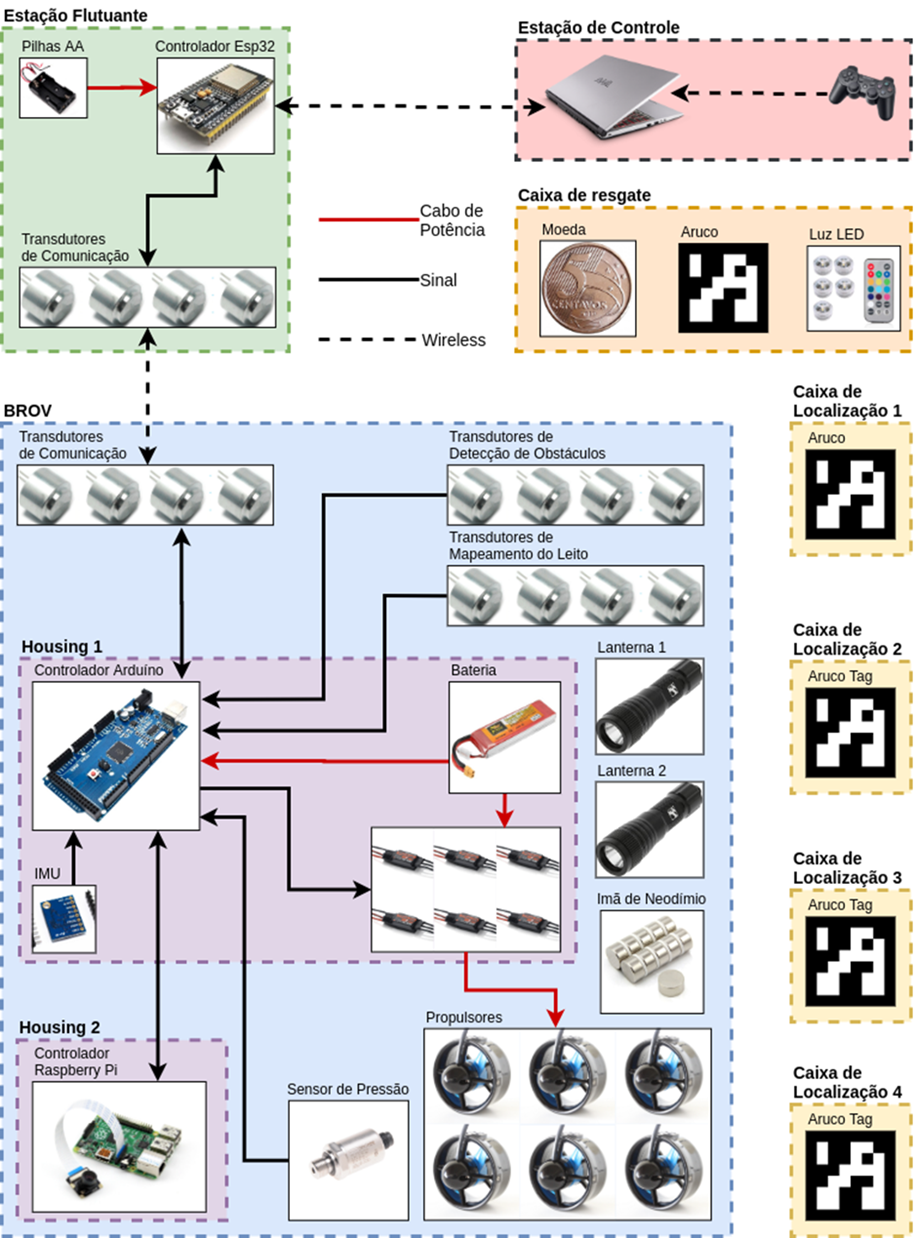 Estação Flutuante
Pilhas AA
Controlador Esp32
Transdutores
de Comunicação
Estação de Controle
Cabo de
Potência
Sinal
Wireless
Caixa de resgate
Moeda
Aruco
Luz LED
5
CENTAVOS
BROV
Transdutores
de Comunicação
Transdutores de
Detecção de Obstáculos
Transdutores de
Mapeamento do Leito
Housing 1
Controlador Arduíno
Bateria
IMU
Lanterna 1
Lanterna 2
Imã de Neodímio
Housing 2
Controlador
Raspberry Pi
Sensor de Pressão
Propulsores
Caixa de
Localização 1
Aruco
Caixa de
Localização 2
Aruco Tag
Caixa de
Localização 3
Aruco Tag
Caixa de
Localização 4
Aruco Tag